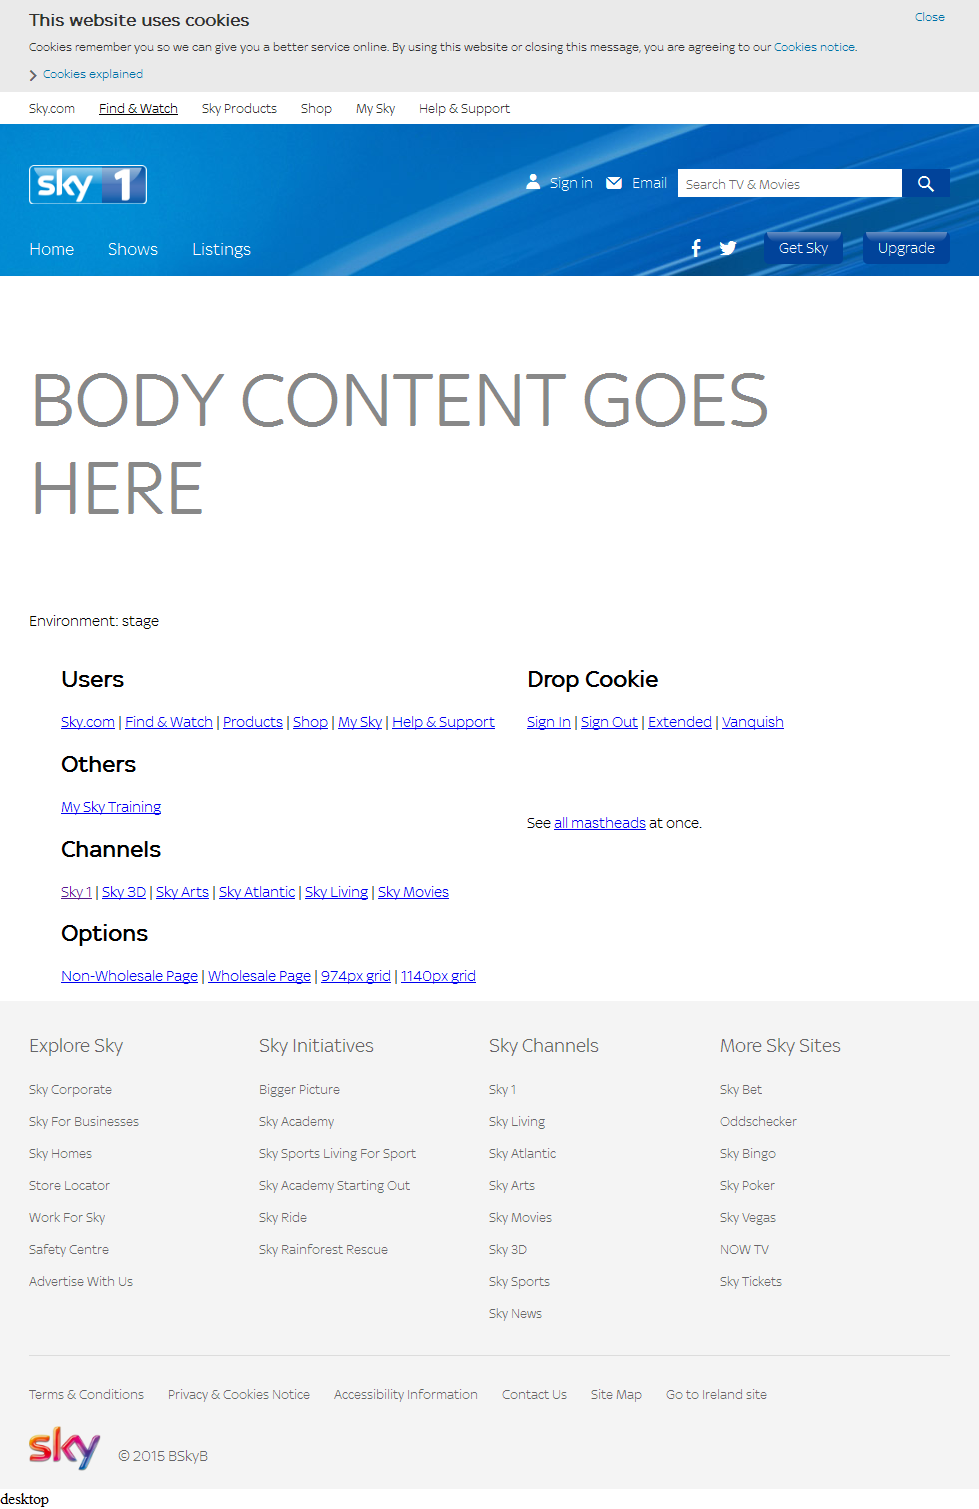 This website uses cookies
Close
Cookies remember you so we can give you a better service online. By using this website or closing this message, you are agreeing to our Cookies notice.
Cookies explained
Sky.com Find & Watch Sky Products Shop My Sky Help & Support
sky 1
Sign in Email Search TV & Movies
Home Shows Listings
Get Sky Upgrade
BODY CONTENT GOES
HERE
Environment: stage
Users
Sky.com | Find & Watch | Products | Shop | My Sky | Help & Support
Others
My Sky Training
Channels
Sky 1 | Sky 3D | Sky Arts | Sky Atlantic | Sky Living | Sky Movies
Options
Non-Wholesale Page | Wholesale Page | 974px grid | 1140px grid
Drop Cookie
Sign In | Sign Out | Extended | Vanquish
See all mastheads at once.
Explore Sky
Sky Corporate
Sky For Businesses
Sky Homes
Store Locator
Work For Sky
Safety Centre
Advertise With Us
Sky Initiatives
Bigger Picture
Sky Academy
Sky Sports Living For Sport
Sky Academy Starting Out
Sky Ride
Sky Rainforest Rescue
Sky Channels
Sky 1
Sky Living
Sky Atlantic
Sky Arts
Sky Movies
Sky 3D
Sky Sports
Sky News
More Sky Sites
Sky Bet
Oddschecker
Sky Bingo
Sky Poker
Sky Vegas
NOW TV
Sky Tickets
Terms & Conditions Privacy & Cookies Notice Accessibility Information Contact Us Site Map Go to Ireland site
sky © 2015 BSkyB
desktop